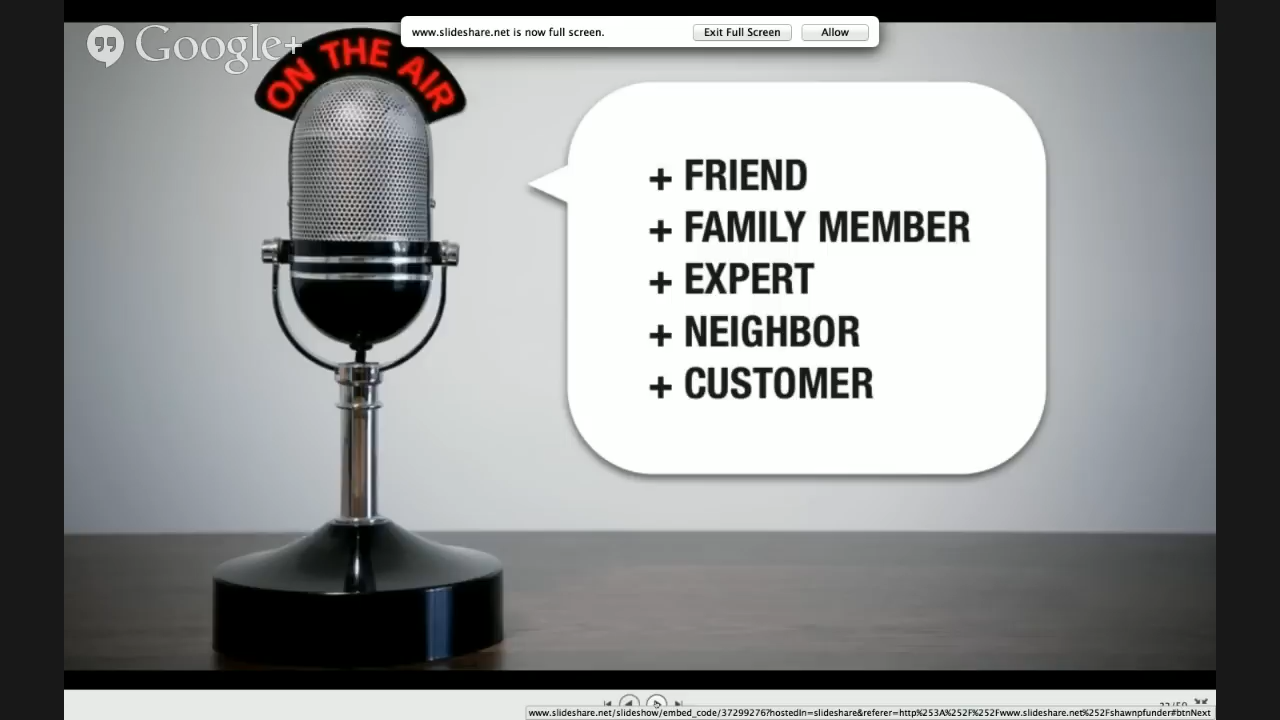 Google+
www.slideshare.net is now full screen.
Exit Full Screen
Allow
ON THE AIR
+ FRIEND
+ FAMILY MEMBER
+ EXPERT
+ NEIGHBOR
+ CUSTOMER
www.slideshare.net/slideshow/embed_code/37299276?hostedIn=slideshare&referer=http%253A%252F%252Fwww.slideshare.net%252Fshawnpfunder#btnNext